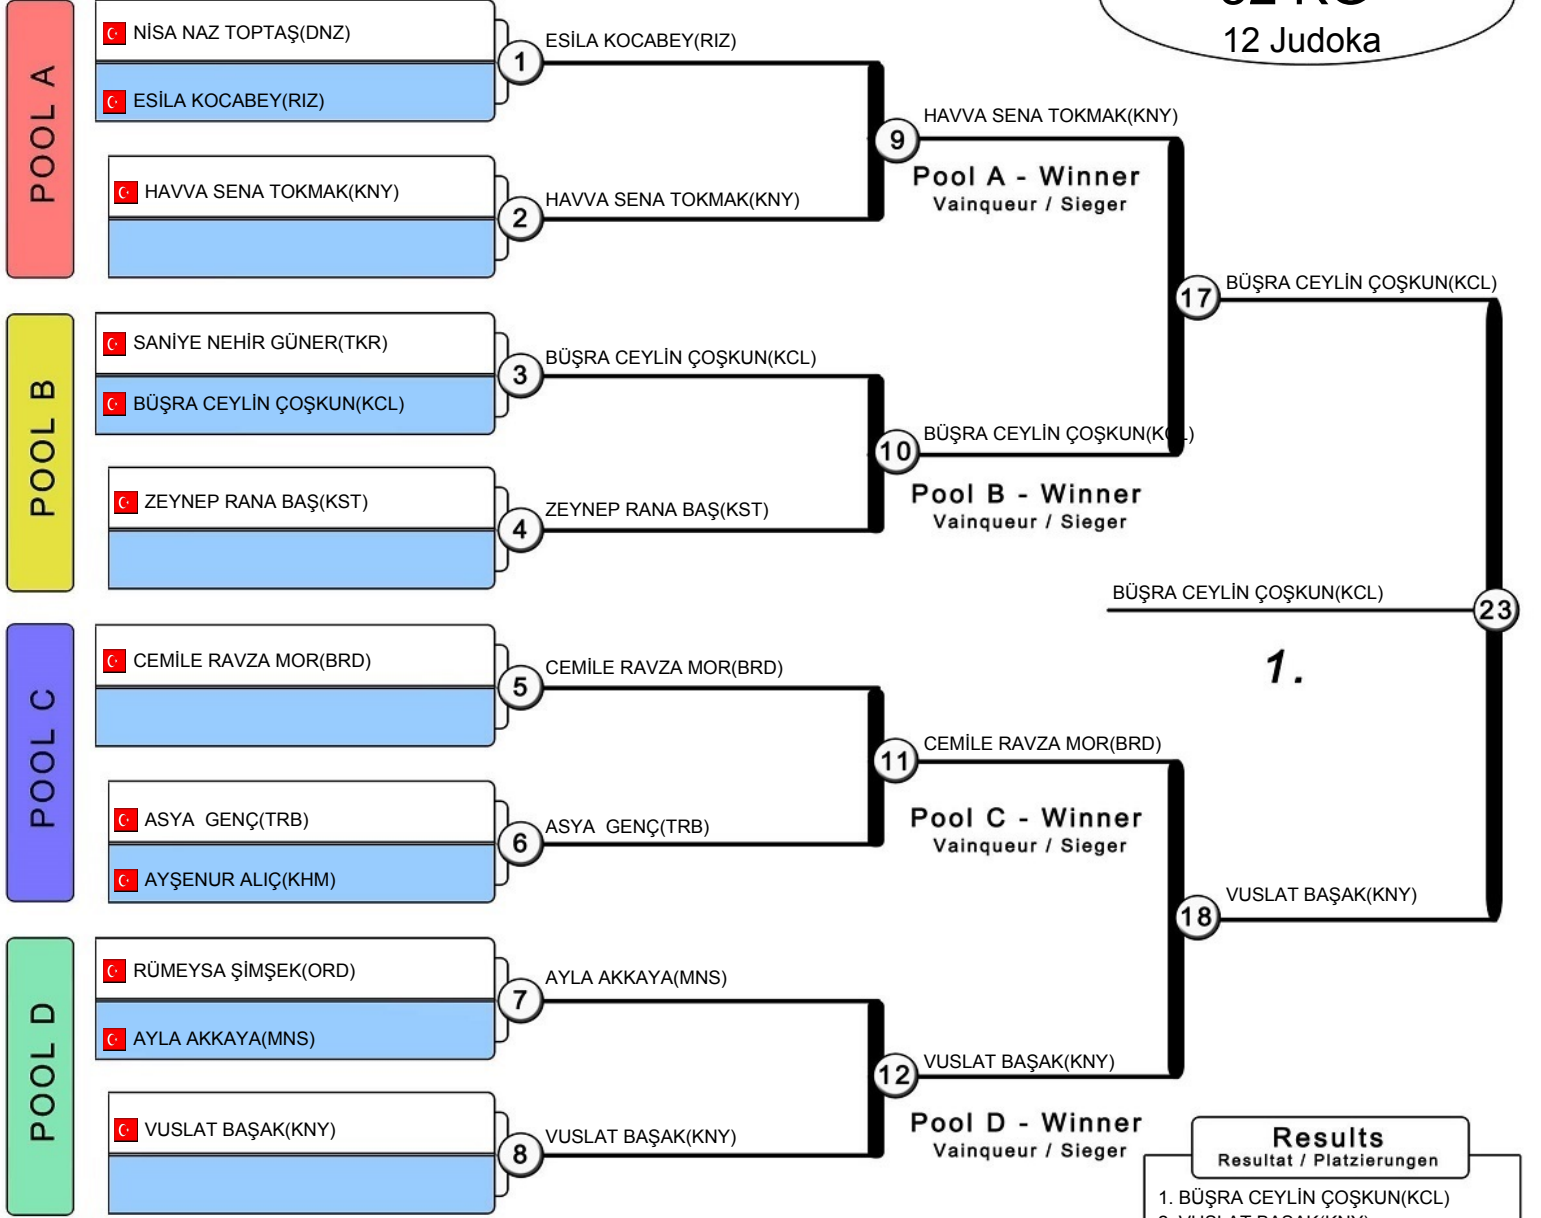 POOL A
NİSA NAZ TOPTAŞ(DNZ)
ESİLA KOCABEY(RIZ)
1
ESİLA KOCABEY(RIZ)
HAVVA SENA TOKMAK(KNY)
2
HAVVA SENA TOKMAK(KNY)
9
HAVVA SENA TOKMAK(KNY)
Pool A - Winner
Vainqueur / Sieger
12 Judoka
POOL B
SANİYE NEHİR GÜNER(TKR)
BÜŞRA CEYLİN ÇOŞKUN(KCL)
3
BÜŞRA CEYLİN ÇOŞKUN(KCL)
ZEYNEP RANA BAŞ(KST)
4
ZEYNEP RANA BAŞ(KST)
10
BÜŞRA CEYLİN ÇOŞKUN(KCL)
Pool B - Winner
Vainqueur / Sieger
17
BÜŞRA CEYLİN ÇOŞKUN(KCL)
BÜŞRA CEYLİN ÇOŞKUN(KCL)
23
1.
POOL C
CEMİLE RAVZA MOR(BRD)
5
CEMİLE RAVZA MOR(BRD)
ASYA GENÇ(TRB)
AYŞENUR ALIÇ(KHM)
6
ASYA GENÇ(TRB)
11
CEMİLE RAVZA MOR(BRD)
Pool C - Winner
Vainqueur / Sieger
18
VUSLAT BAŞAK(KNY)
POOL D
RÜMEYSA ŞİMŞEK(ORD)
AYLA AKKAYA(MNS)
7
AYLA AKKAYA(MNS)
VUSLAT BAŞAK(KNY)
8
VUSLAT BAŞAK(KNY)
12
VUSLAT BAŞAK(KNY)
Pool D - Winner
Vainqueur / Sieger
Results
Resultat / Platzierungen
1. BÜŞRA CEYLİN ÇOŞKUN(KCL)